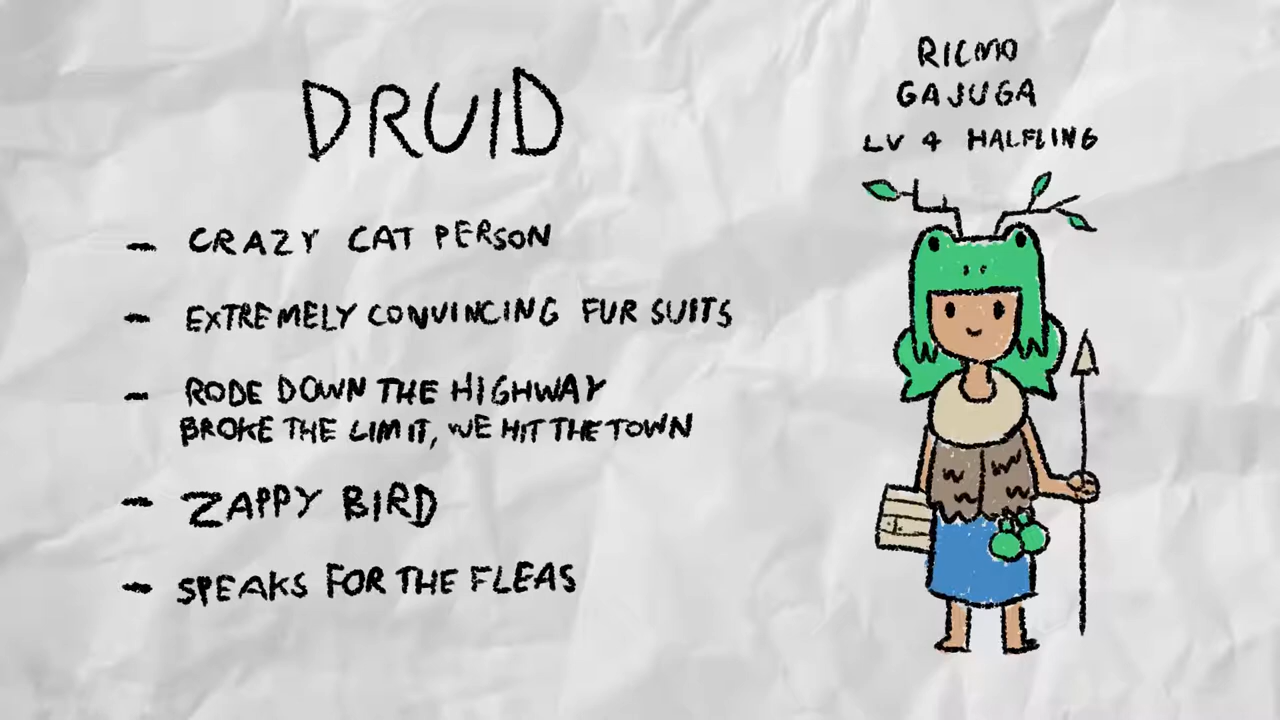 DRUID
- CRAZY CAT PERSON
- EXTREMELY CONVINCING FUR SUITS
- RODE DOWN THE HIGHWAY
BROKE THE LIMIT, WE HIT THE TOWN
- ZAPPY BIRD
- SPEAKS FOR THE FLEAS
RICMO
GAJUGA
LV 4 HALFLING